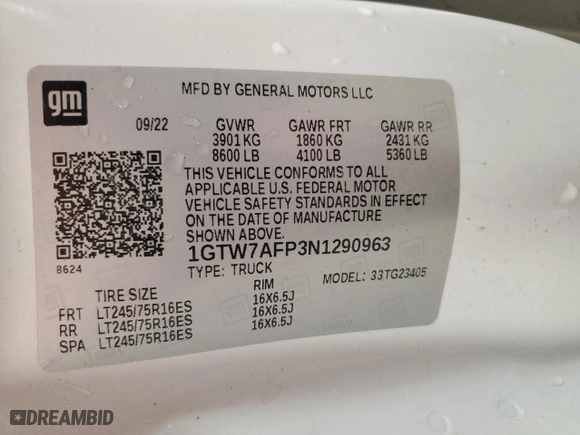 gm
MFD BY GENERAL MOTORS LLC
09/22 GVWR GAWR FRT GAWR RR
3901 KG 1860 KG 2431 KG
8600 LB 4100 LB 5360 LB
THIS VEHICLE CONFORMS TO ALL
APPLICABLE U.S. FEDERAL MOTOR
VEHICLE SAFETY STANDARDS IN EFFECT
ON THE DATE OF MANUFACTURE
SHOWN ABOVE.
8624
1GTW7AFP3N1290963
TYPE: TRUCK MODEL: 33TG23405
TIRE SIZE RIM
FRT LT245/75R16ES 16X6.5J
RR LT245/75R16ES 16X6.5J
SPA LT245/75R16ES 16X6.5J
DREAMBID